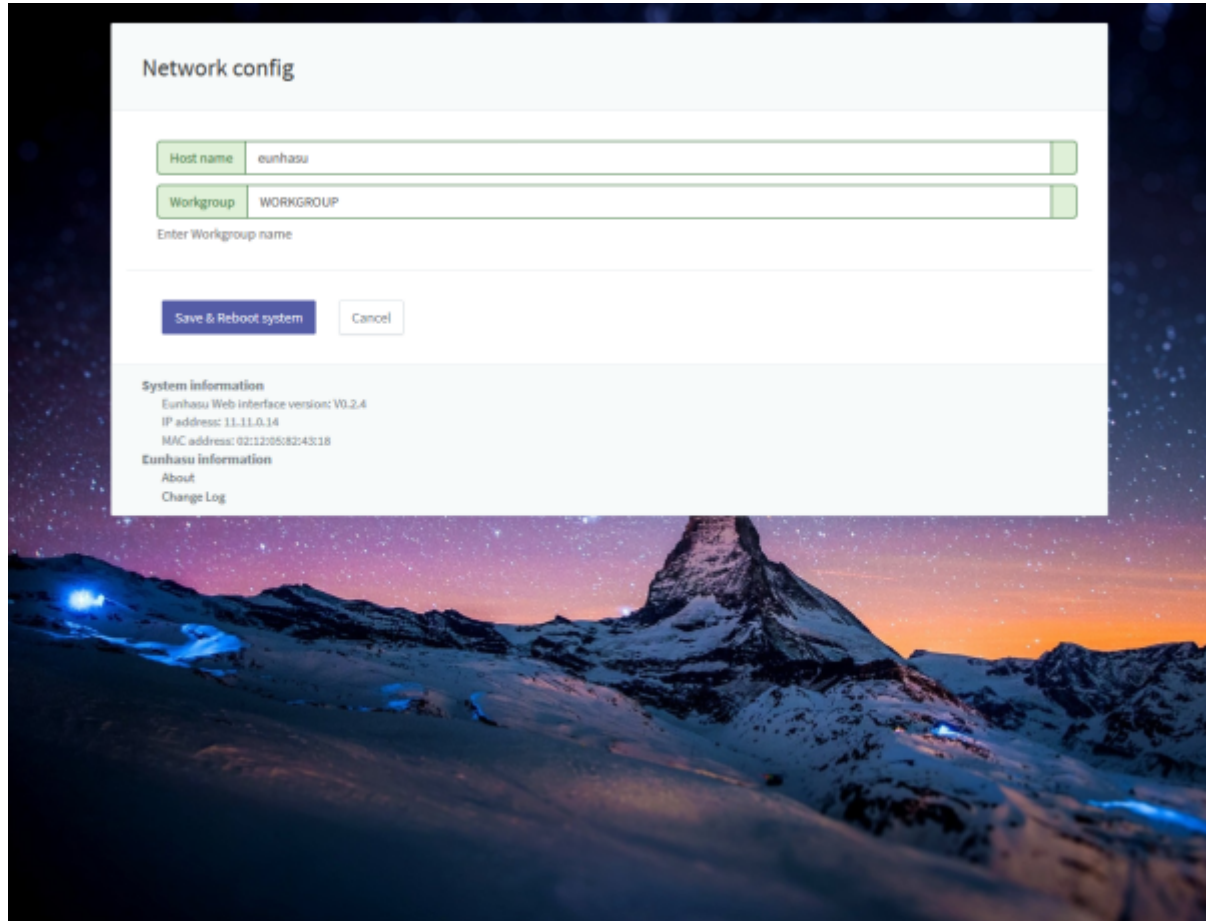 Network config
Host name eunhasu
Workgroup WORKGROUP
Enter Workgroup name
Save & Reboot system Cancel
System information
Eunhasu Web interface version: V0.2.4
IP address: 11.11.0.14
MAC address: 02:12:05:82:43:18
Eunhasu information
About
Change Log